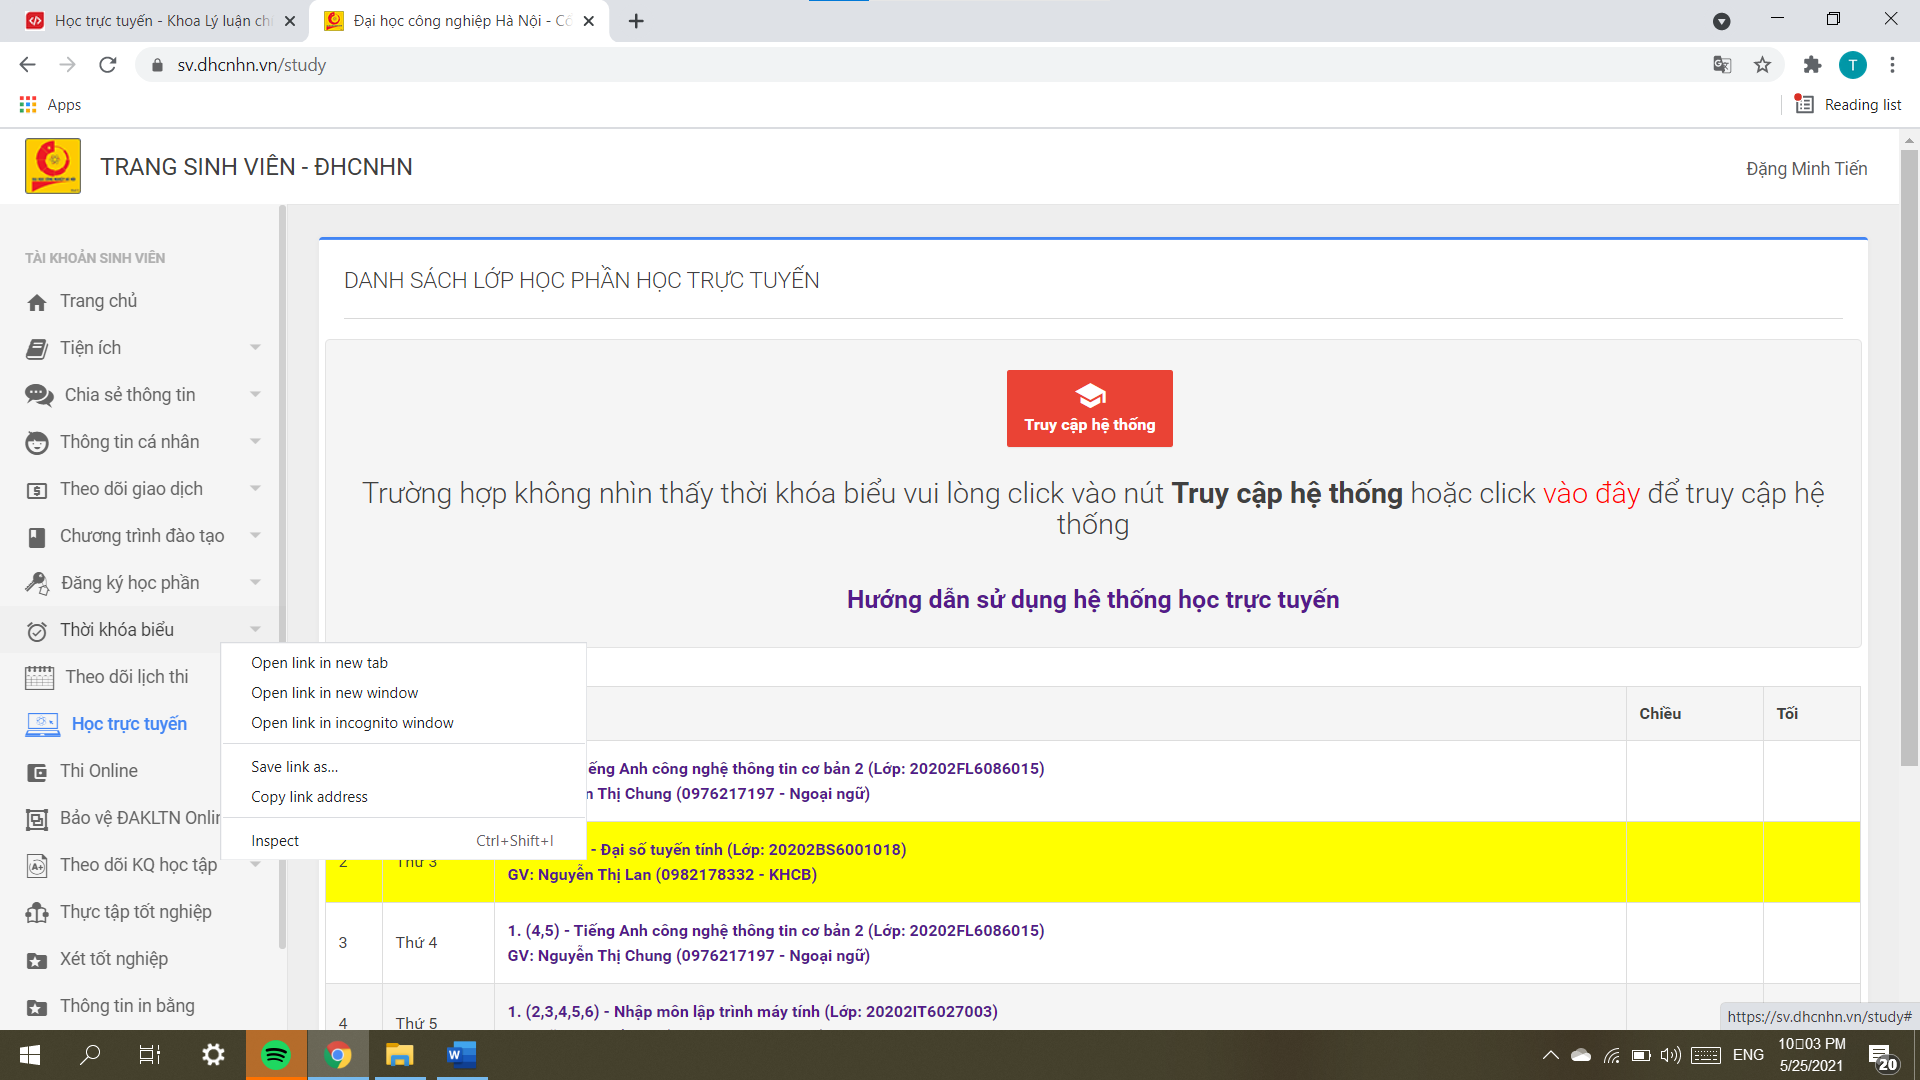 Học trực tuyến - Khoa Lý luận chí
Đại học công nghiệp Hà Nội - Cổ
sv.dhcnhn.vn/study
T
Apps
Reading list
TRANG SINH VIÊN - ĐHCNHN
Đặng Minh Tiến
TÀI KHOẢN SINH VIÊN
Trang chủ
Tiện ích
Chia sẻ thông tin
Thông tin cá nhân
Theo dõi giao dịch
Chương trình đào tạo
Đăng ký học phần
Thời khóa biểu
Theo dõi lịch thi
Học trực tuyến
Thi Online
Bảo vệ ĐAKLTN Onlin
Theo dõi KQ học tập
Thực tập tốt nghiệp
Xét tốt nghiệp
Thông tin in bằng
DANH SÁCH LỚP HỌC PHẦN HỌC TRỰC TUYẾN
Truy cập hệ thống
Trường hợp không nhìn thấy thời khóa biểu vui lòng click vào nút Truy cập hệ thống hoặc click vào đây để truy cập hệ
thống
Hướng dẫn sử dụng hệ thống học trực tuyến
Open link in new tab
Open link in new window
Open link in incognito window
Save link as...
Copy link address
Inspect Ctrl+Shift+I
Chiều Tối
ếng Anh công nghệ thông tin cơ bản 2 (Lớp: 20202FL6086015)
n Thị Chung (0976217197 - Ngoại ngữ)
2 Thứ 3 - Đại số tuyến tính (Lớp: 20202BS6001018)
GV: Nguyễn Thị Lan (0982178332 - KHCB)
3 Thứ 4 1. (4,5) - Tiếng Anh công nghệ thông tin cơ bản 2 (Lớp: 20202FL6086015)
GV: Nguyễn Thị Chung (0976217197 - Ngoại ngữ)
4 Thứ 5 1. (2,3,4,5,6) - Nhập môn lập trình máy tính (Lớp: 20202IT6027003)
https://sv.dhcnhn.vn/study#
ENG
10:03 PM
5/25/2021
20